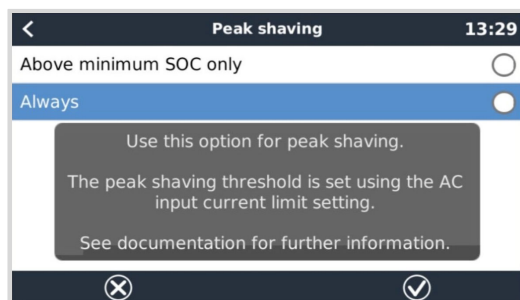 Peak shaving 13:29
Above minimum SOC only
Always
Use this option for peak shaving.
The peak shaving threshold is set using the AC
input current limit setting.
See documentation for further information.